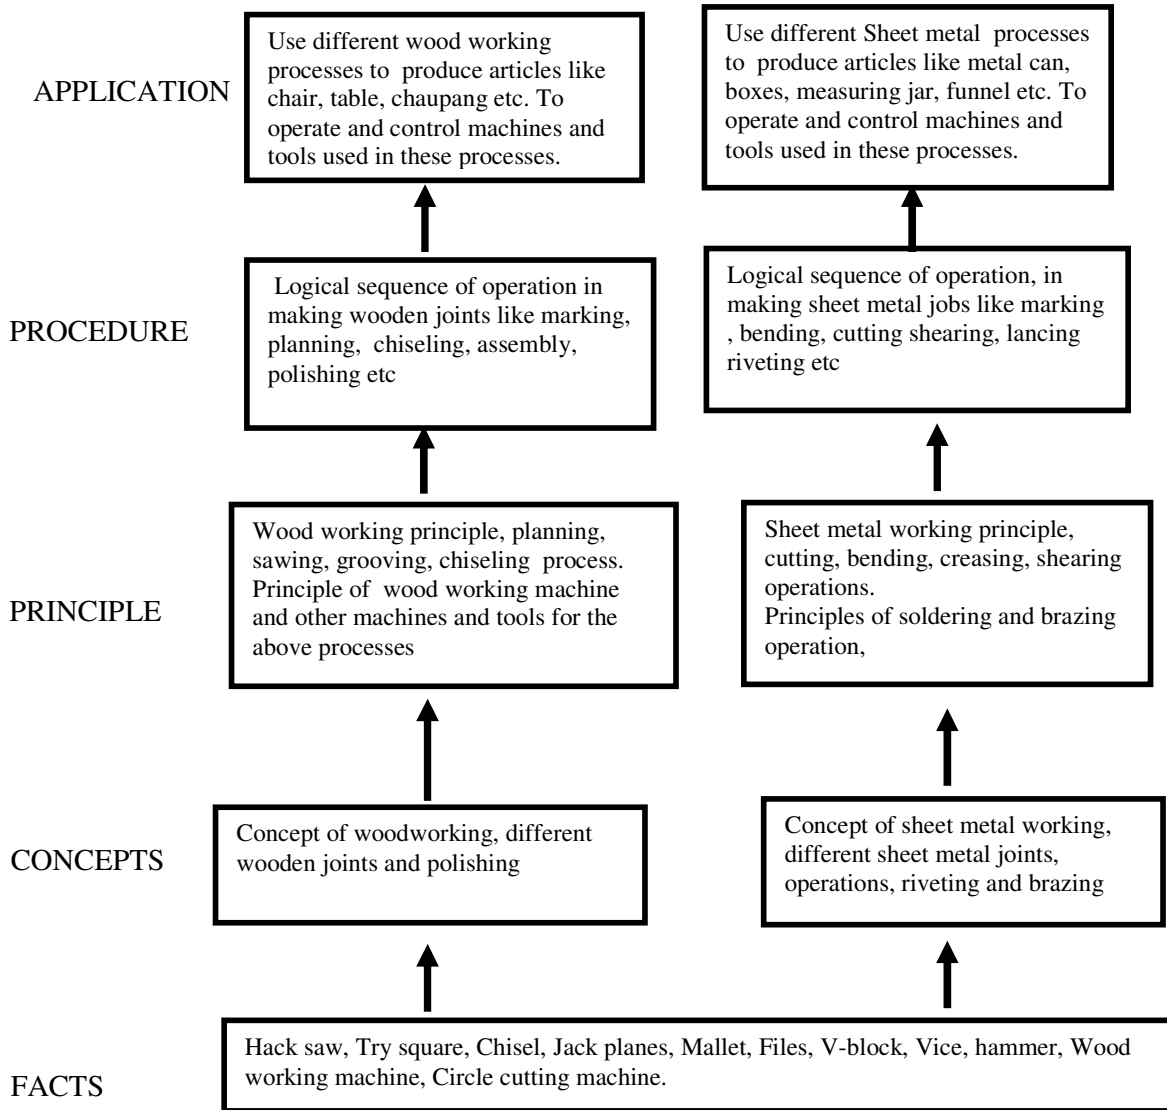 APPLICATION
Use different wood working
processes to produce articles like
chair, table, chaupang etc. To
operate and control machines and
tools used in these processes.
Use different Sheet metal processes
to produce articles like metal can,
boxes, measuring jar, funnel etc. To
operate and control machines and
tools used in these processes.
PROCEDURE
Logical sequence of operation in
making wooden joints like marking,
planning, chiseling, assembly,
polishing etc
Logical sequence of operation, in
making sheet metal jobs like marking
, bending, cutting shearing, lancing
riveting etc
PRINCIPLE
Wood working principle, planning,
sawing, grooving, chiseling process.
Principle of wood working machine
and other machines and tools for the
above processes
Sheet metal working principle,
cutting, bending, creasing, shearing
operations.
Principles of soldering and brazing
operation,
CONCEPTS
Concept of woodworking, different
wooden joints and polishing
Concept of sheet metal working,
different sheet metal joints,
operations, riveting and brazing
FACTS
Hack saw, Try square, Chisel, Jack planes, Mallet, Files, V-block, Vice, hammer, Wood
working machine, Circle cutting machine.